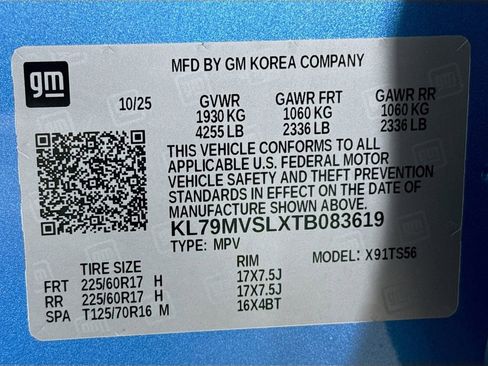 gm
MFD BY GM KOREA COMPANY
10/25 GVWR GAWR FRT GAWR RR
1930 KG 1060 KG 1060 KG
4255 LB 2336 LB 2336 LB
THIS VEHICLE CONFORMS TO ALL
APPLICABLE U.S. FEDERAL MOTOR
VEHICLE SAFETY AND THEFT PREVENTION
STANDARDS IN EFFECT ON THE DATE OF
MANUFACTURE SHOWN ABOVE.
KL79MVSLXTB083619
TYPE: MPV MODEL: X91TS56
TIRE SIZE RIM
FRT 225/60R17 H 17X7.5J
RR 225/60R17 H 17X7.5J
SPA T125/70R16 M 16X4BT